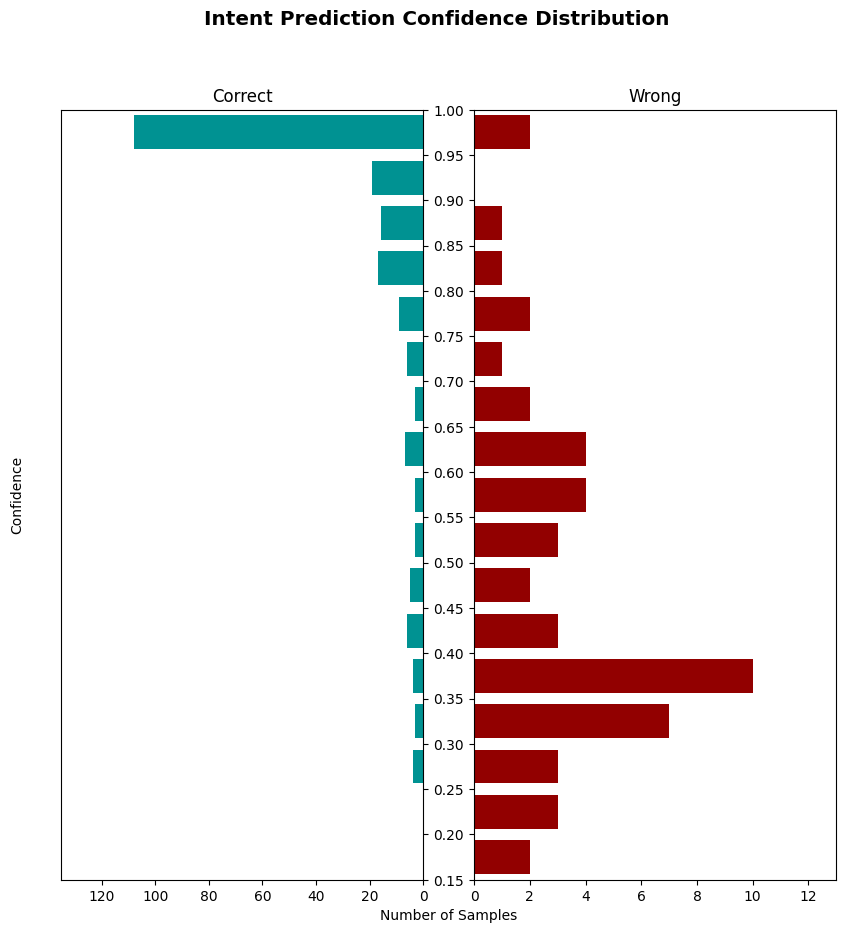 Intent Prediction Confidence Distribution
Correct
Wrong
1.00
0.95
0.90
0.85
0.80
0.75
0.70
0.65
0.60
0.55
0.50
0.45
0.40
0.35
0.30
0.25
0.20
0.15
Confidence
120 100 80 60 40 20 0
0 2 4 6 8 10 12
Number of Samples